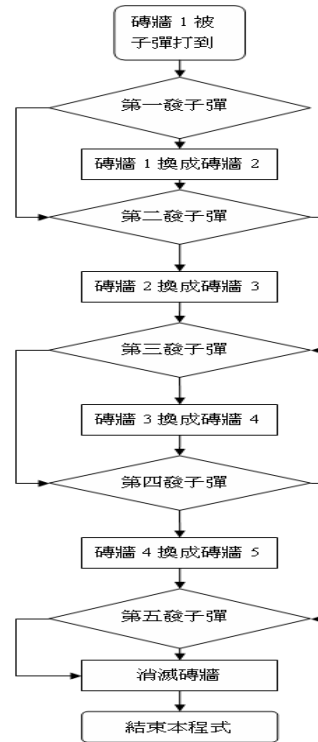 磚牆 1 被
子彈打到
第一發子彈
磚牆 1 換成磚牆 2
第二發子彈
磚牆 2 換成磚牆 3
第三發子彈
磚牆 3 換成磚牆 4
第四發子彈
磚牆 4 換成磚牆 5
第五發子彈
消滅磚牆
結束本程式